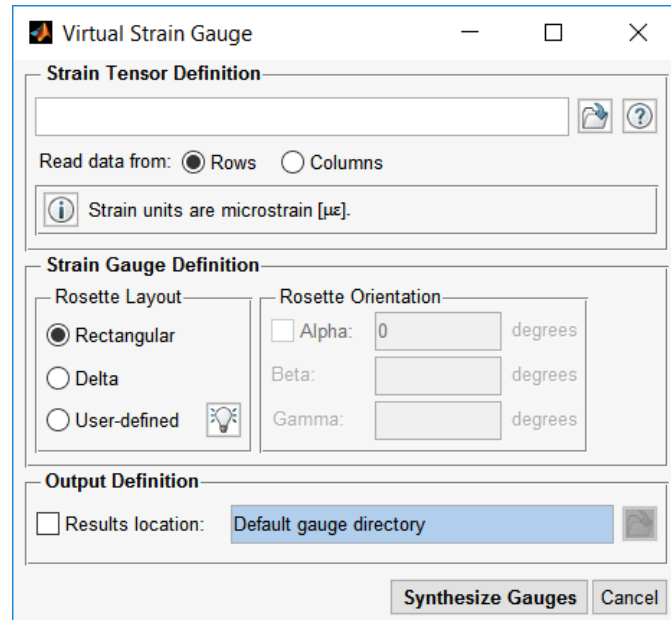 Virtual Strain Gauge
Strain Tensor Definition
Read data from: Rows Columns
Strain units are microstrain [µε].
Strain Gauge Definition
Rosette Layout
Rectangular
Delta
User-defined
Rosette Orientation
Alpha: 0 degrees
Beta: degrees
Gamma: degrees
Output Definition
Results location: Default gauge directory
Synthesize Gauges Cancel